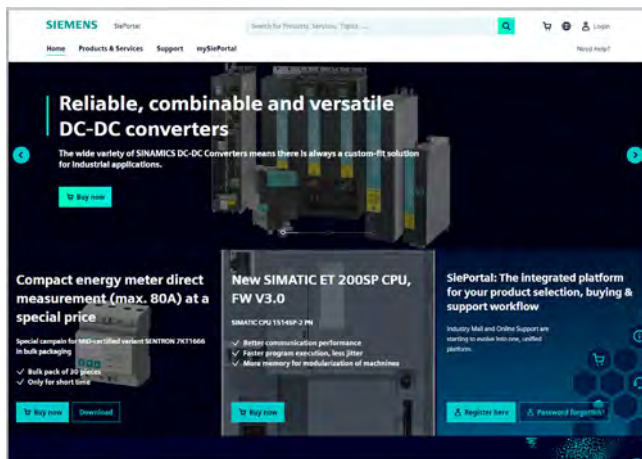 SIEMENS SiePortal Search for Products, Services, Topics ..... Login
Home Products & Services Support mySiePortal Need Help?
Reliable, combinable and versatile
DC-DC converters
The wide variety of SINAMICS DC-DC Converters means there is always a custom-fit solution
for industrial applications.
Buy now
Compact energy meter direct
measurement (max. 80A) at a
special price
Special campain for MID-certified variant SENTRON 7KT1666
in bulk packaging
Bulk pack of 30 pieces
Only for short time
Buy now Download
New SIMATIC ET 200SP CPU,
FW V3.0
SIMATIC CPU 1514SP-2 PN
Better communication performance
Faster program execution, less jitter
More memory for modularization of machines
Buy now
SiePortal: The integrated platform
for your product selection, buying &
support workflow
Industry Mall and Online Support are
starting to evolve into one, unified
platform.
Register here Password forgotten?